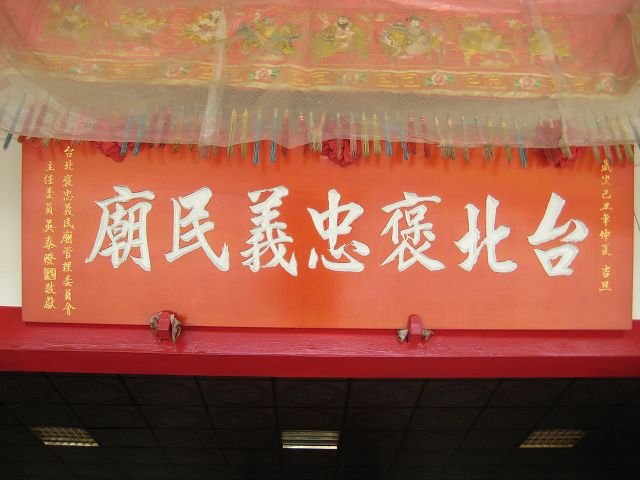 歲次己丑年仲夏 吉旦
台北褒忠義民廟
台北褒忠義民廟管理委員會
主任委員吳泰燈 敬獻